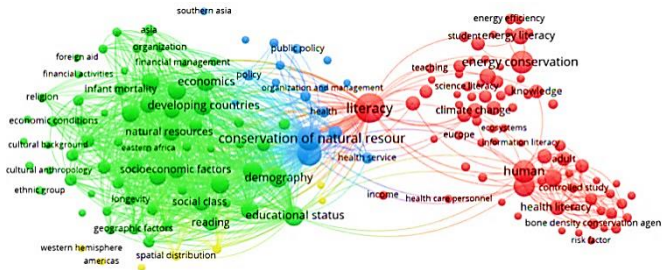 southern asia
asia
organization
public policy
foreign aid
financial management
financial activities
economics
policy
infant mortality
organization and management
religion
developing countries
health
literacy
economic conditions
natural resources
conservation of natural resour
cultural background
eastern africa
health service
cultural anthropology
socioeconomic factors
demography
ethnic group
longevity
social class
educational status
reading
geographic factors
western hemisphere
spatial distribution
americas
energy efficiency
student
energy literacy
teaching
energy conservation
science literacy
knowledge
climate change
europe
ecosystems
information literacy
human
adult
income
health care personnel
controlled study
health literacy
bone density conservation agen
risk factor